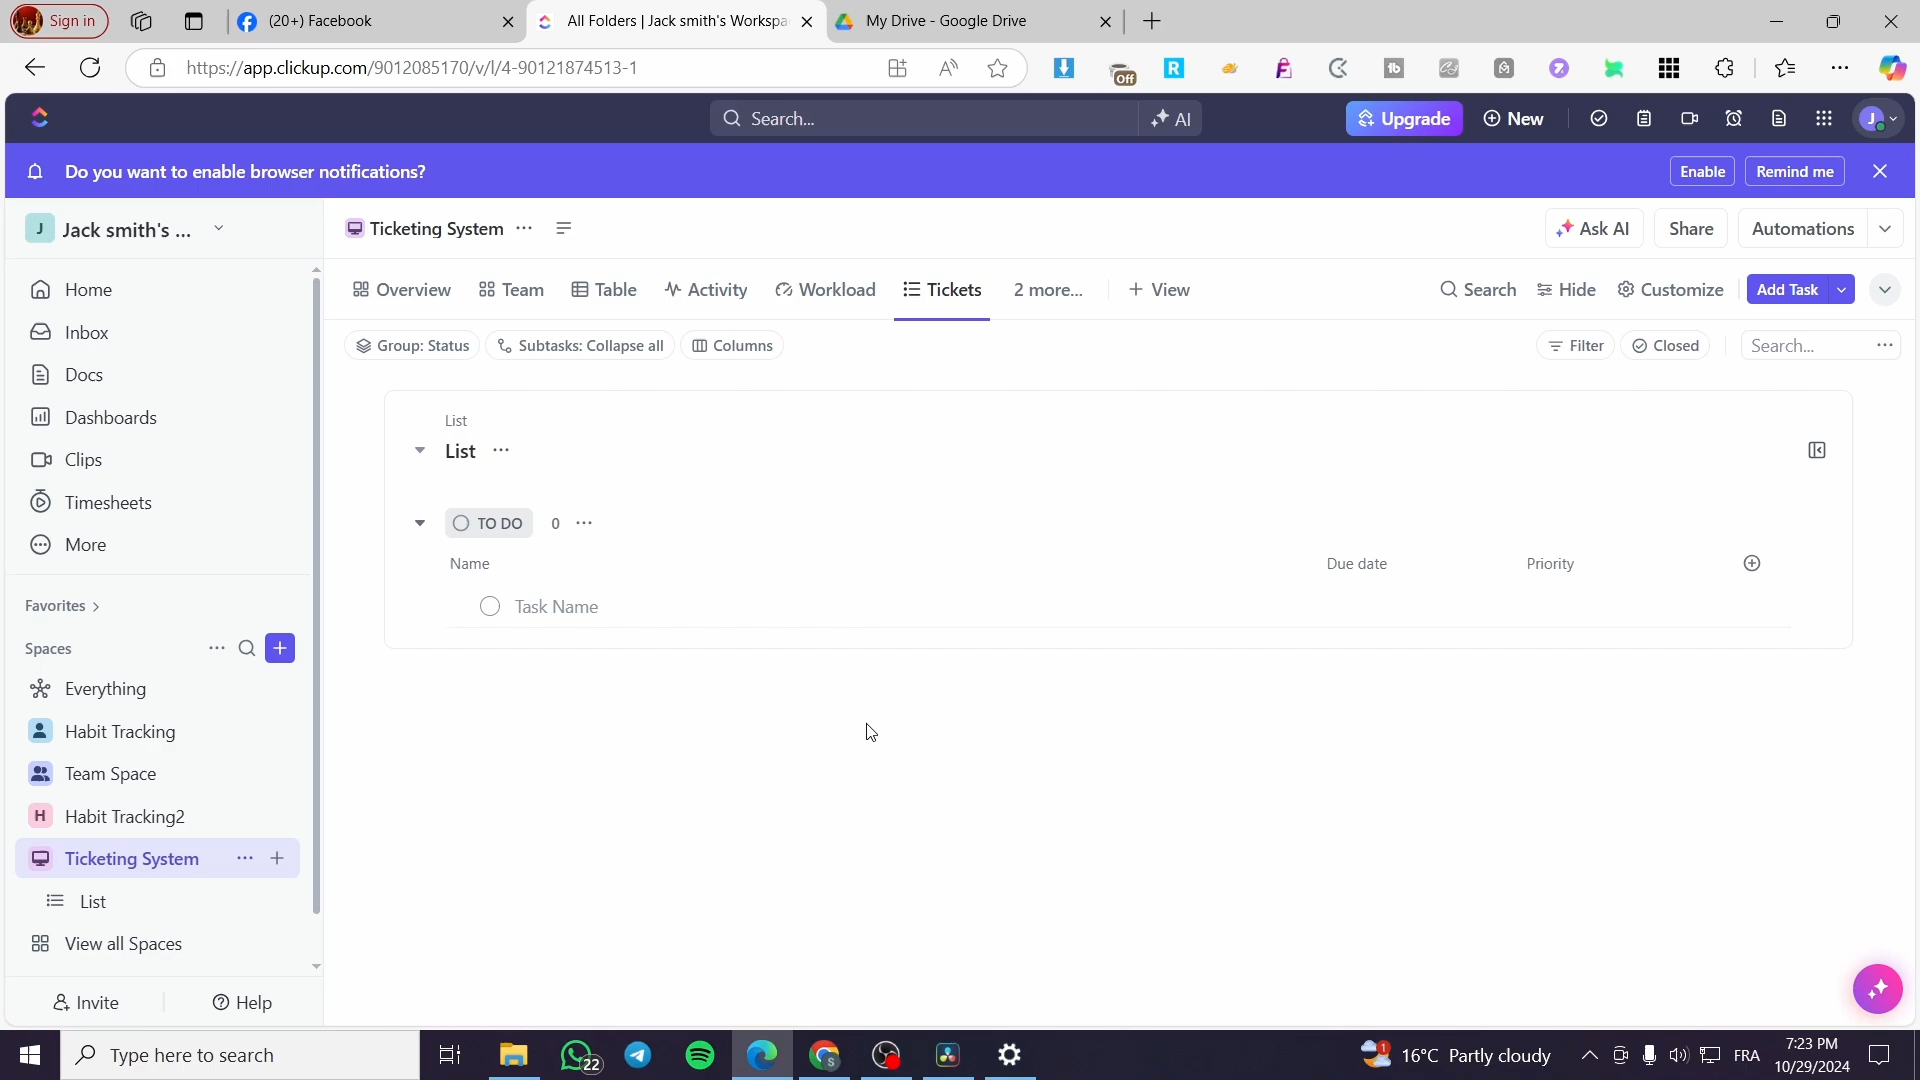 Sign in
(20+) Facebook
All Folders | Jack smith's Workspa
My Drive - Google Drive
https://app.clickup.com/9012085170/v/l/4-90121874513-1
Off
Search...
AI
Upgrade
New
J
Do you want to enable browser notifications?
Enable
Remind me
J
Jack smith's ...
Ticketing System
Ask AI
Share
Automations
Home
Inbox
Docs
Dashboards
Clips
Timesheets
More
Favorites
Spaces
Everything
Habit Tracking
Team Space
H
Habit Tracking2
Ticketing System
List
View all Spaces
Invite
Help
Overview
Team
Table
Activity
Workload
Tickets
2 more...
View
Search
Hide
Customize
Add Task
Group: Status
Subtasks: Collapse all
Columns
Filter
Closed
Search...
List
List
TO DO
0
Name
Due date
Priority
Task Name
Type here to search
22
1
16°C Partly cloudy
FRA
7:23 PM
10/29/2024